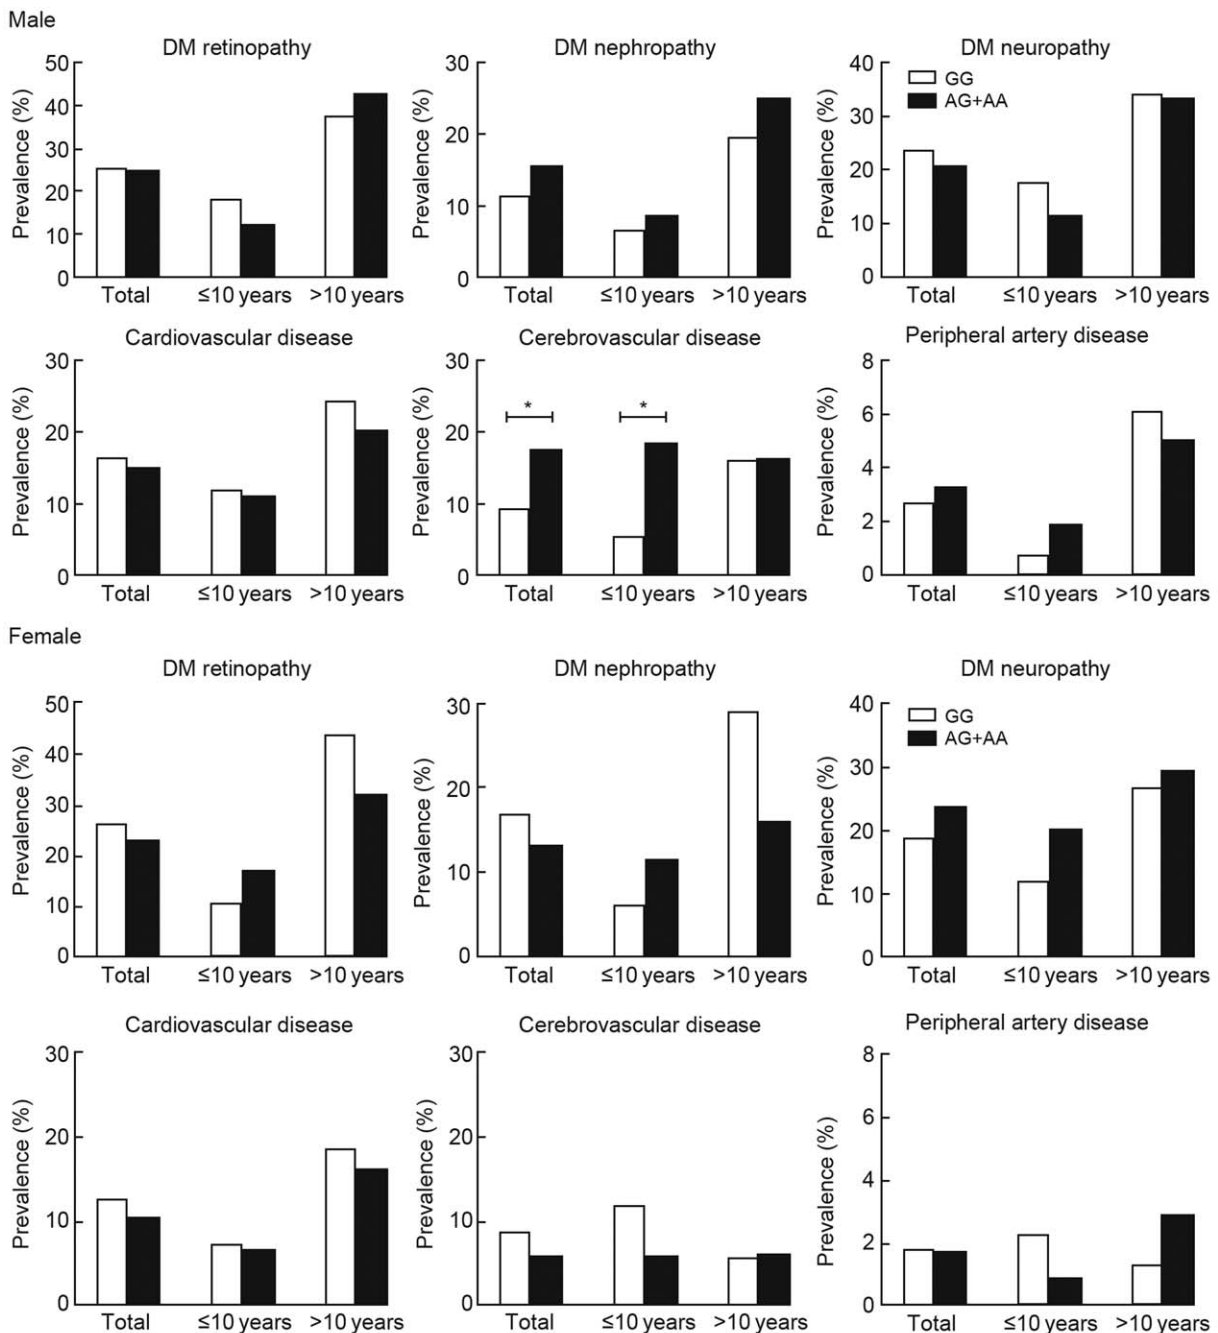 Male
DM retinopathy
DM nephropathy
DM neuropathy
Prevalence (%)
50
40
30
20
10
0
Total
≤10 years
>10 years
Prevalence (%)
30
20
10
0
Total
≤10 years
>10 years
Prevalence (%)
40
30
20
10
0
GG
AG+AA
Total
≤10 years
>10 years
Cardiovascular disease
Cerebrovascular disease
Peripheral artery disease
Prevalence (%)
30
20
10
0
Total
≤10 years
>10 years
Prevalence (%)
30
20
10
0
*
*
Total
≤10 years
>10 years
Prevalence (%)
8
6
4
2
0
Total
≤10 years
>10 years
Female
DM retinopathy
DM nephropathy
DM neuropathy
Prevalence (%)
50
40
30
20
10
0
Total
≤10 years
>10 years
Prevalence (%)
30
20
10
0
Total
≤10 years
>10 years
Prevalence (%)
40
30
20
10
0
GG
AG+AA
Total
≤10 years
>10 years
Cardiovascular disease
Cerebrovascular disease
Peripheral artery disease
Prevalence (%)
30
20
10
0
Total
≤10 years
>10 years
Prevalence (%)
30
20
10
0
Total
≤10 years
>10 years
Prevalence (%)
8
6
4
2
0
Total
≤10 years
>10 years